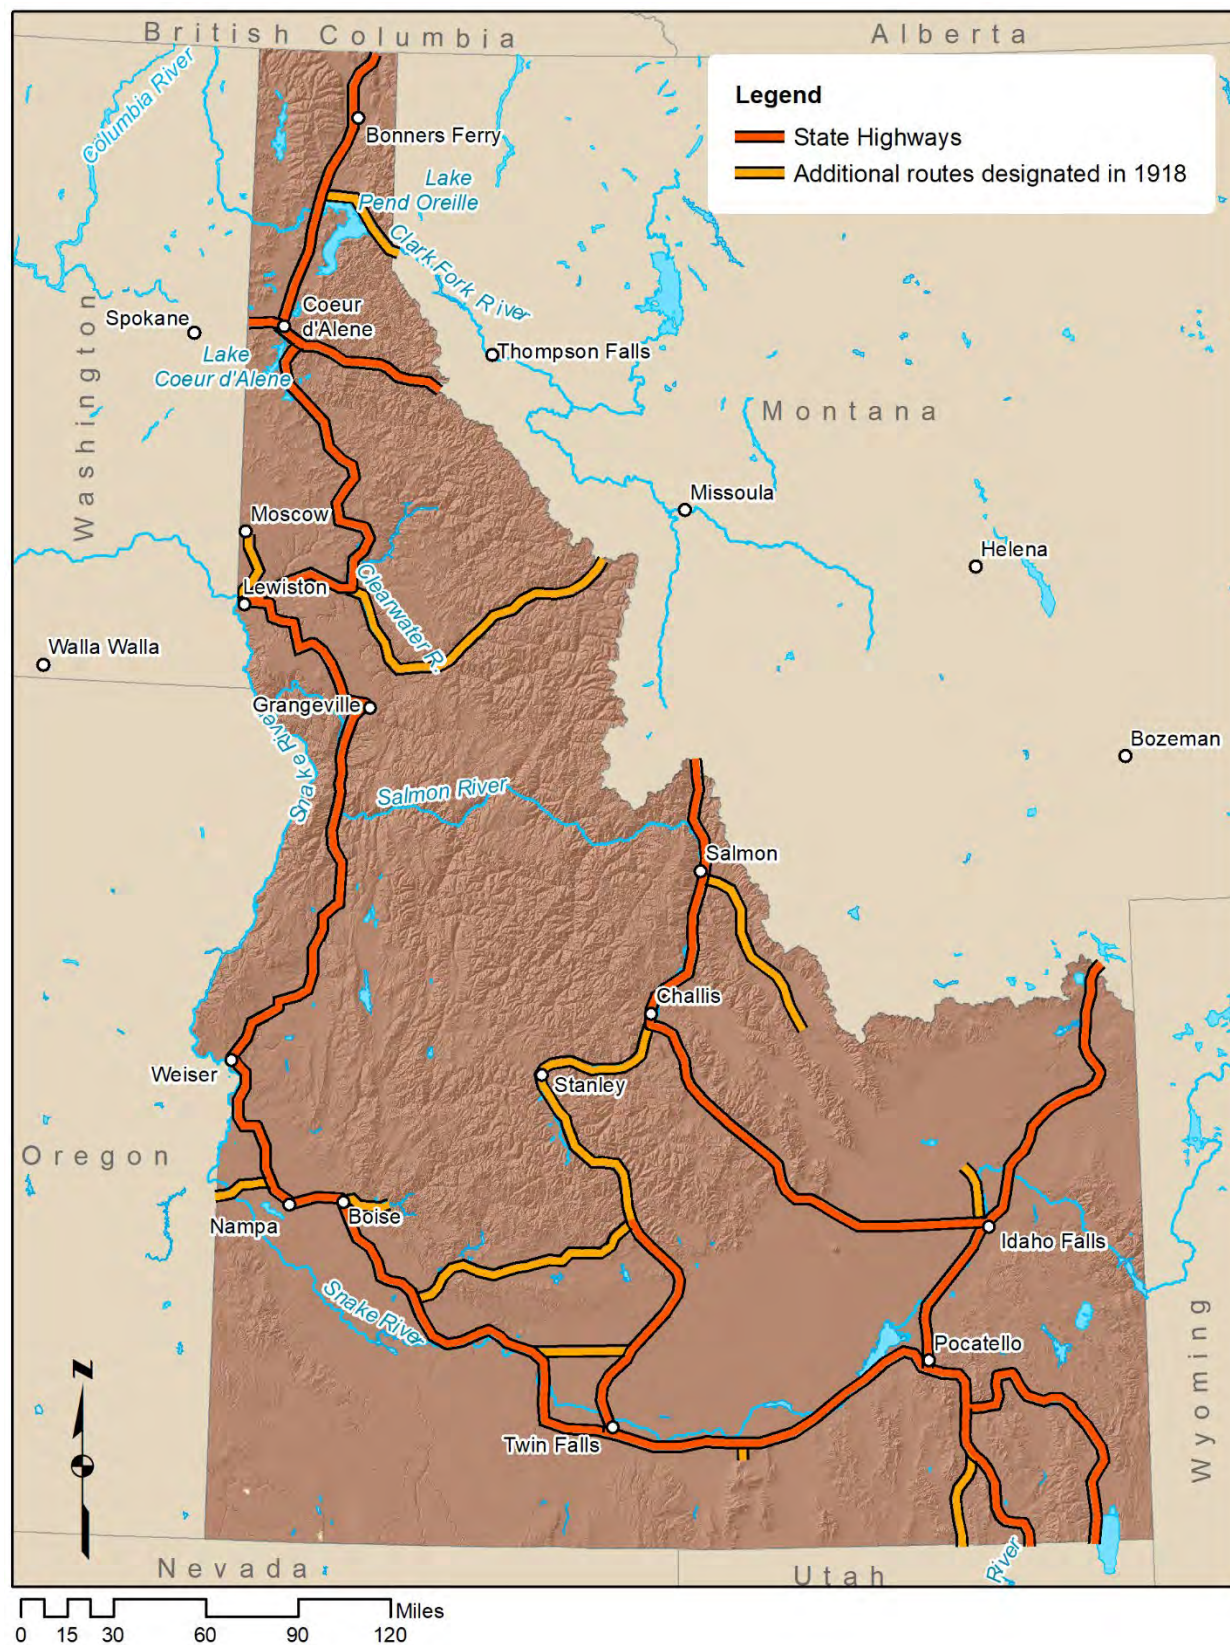 British Columbia
Alberta
Columbia River
Legend
State Highways
Additional routes designated in 1918
Bonners Ferry
Lake
Pend Oreille
Clark Fork River
Coeur
d'Alene
Spokane
Lake
Coeur d'Alene
Thompson Falls
Washington
Montana
Missoula
Moscow
Helena
Lewiston
Clearwater R.
Walla Walla
Grangeville
Snake River
Bozeman
Salmon River
Salmon
Challis
Weiser
Stanley
Oregon
Nampa
Boise
Idaho Falls
Snake River
Pocatello
Wyoming
Z
Twin Falls
River
Nevada
Utah
Miles
0 15 30 60 90 120